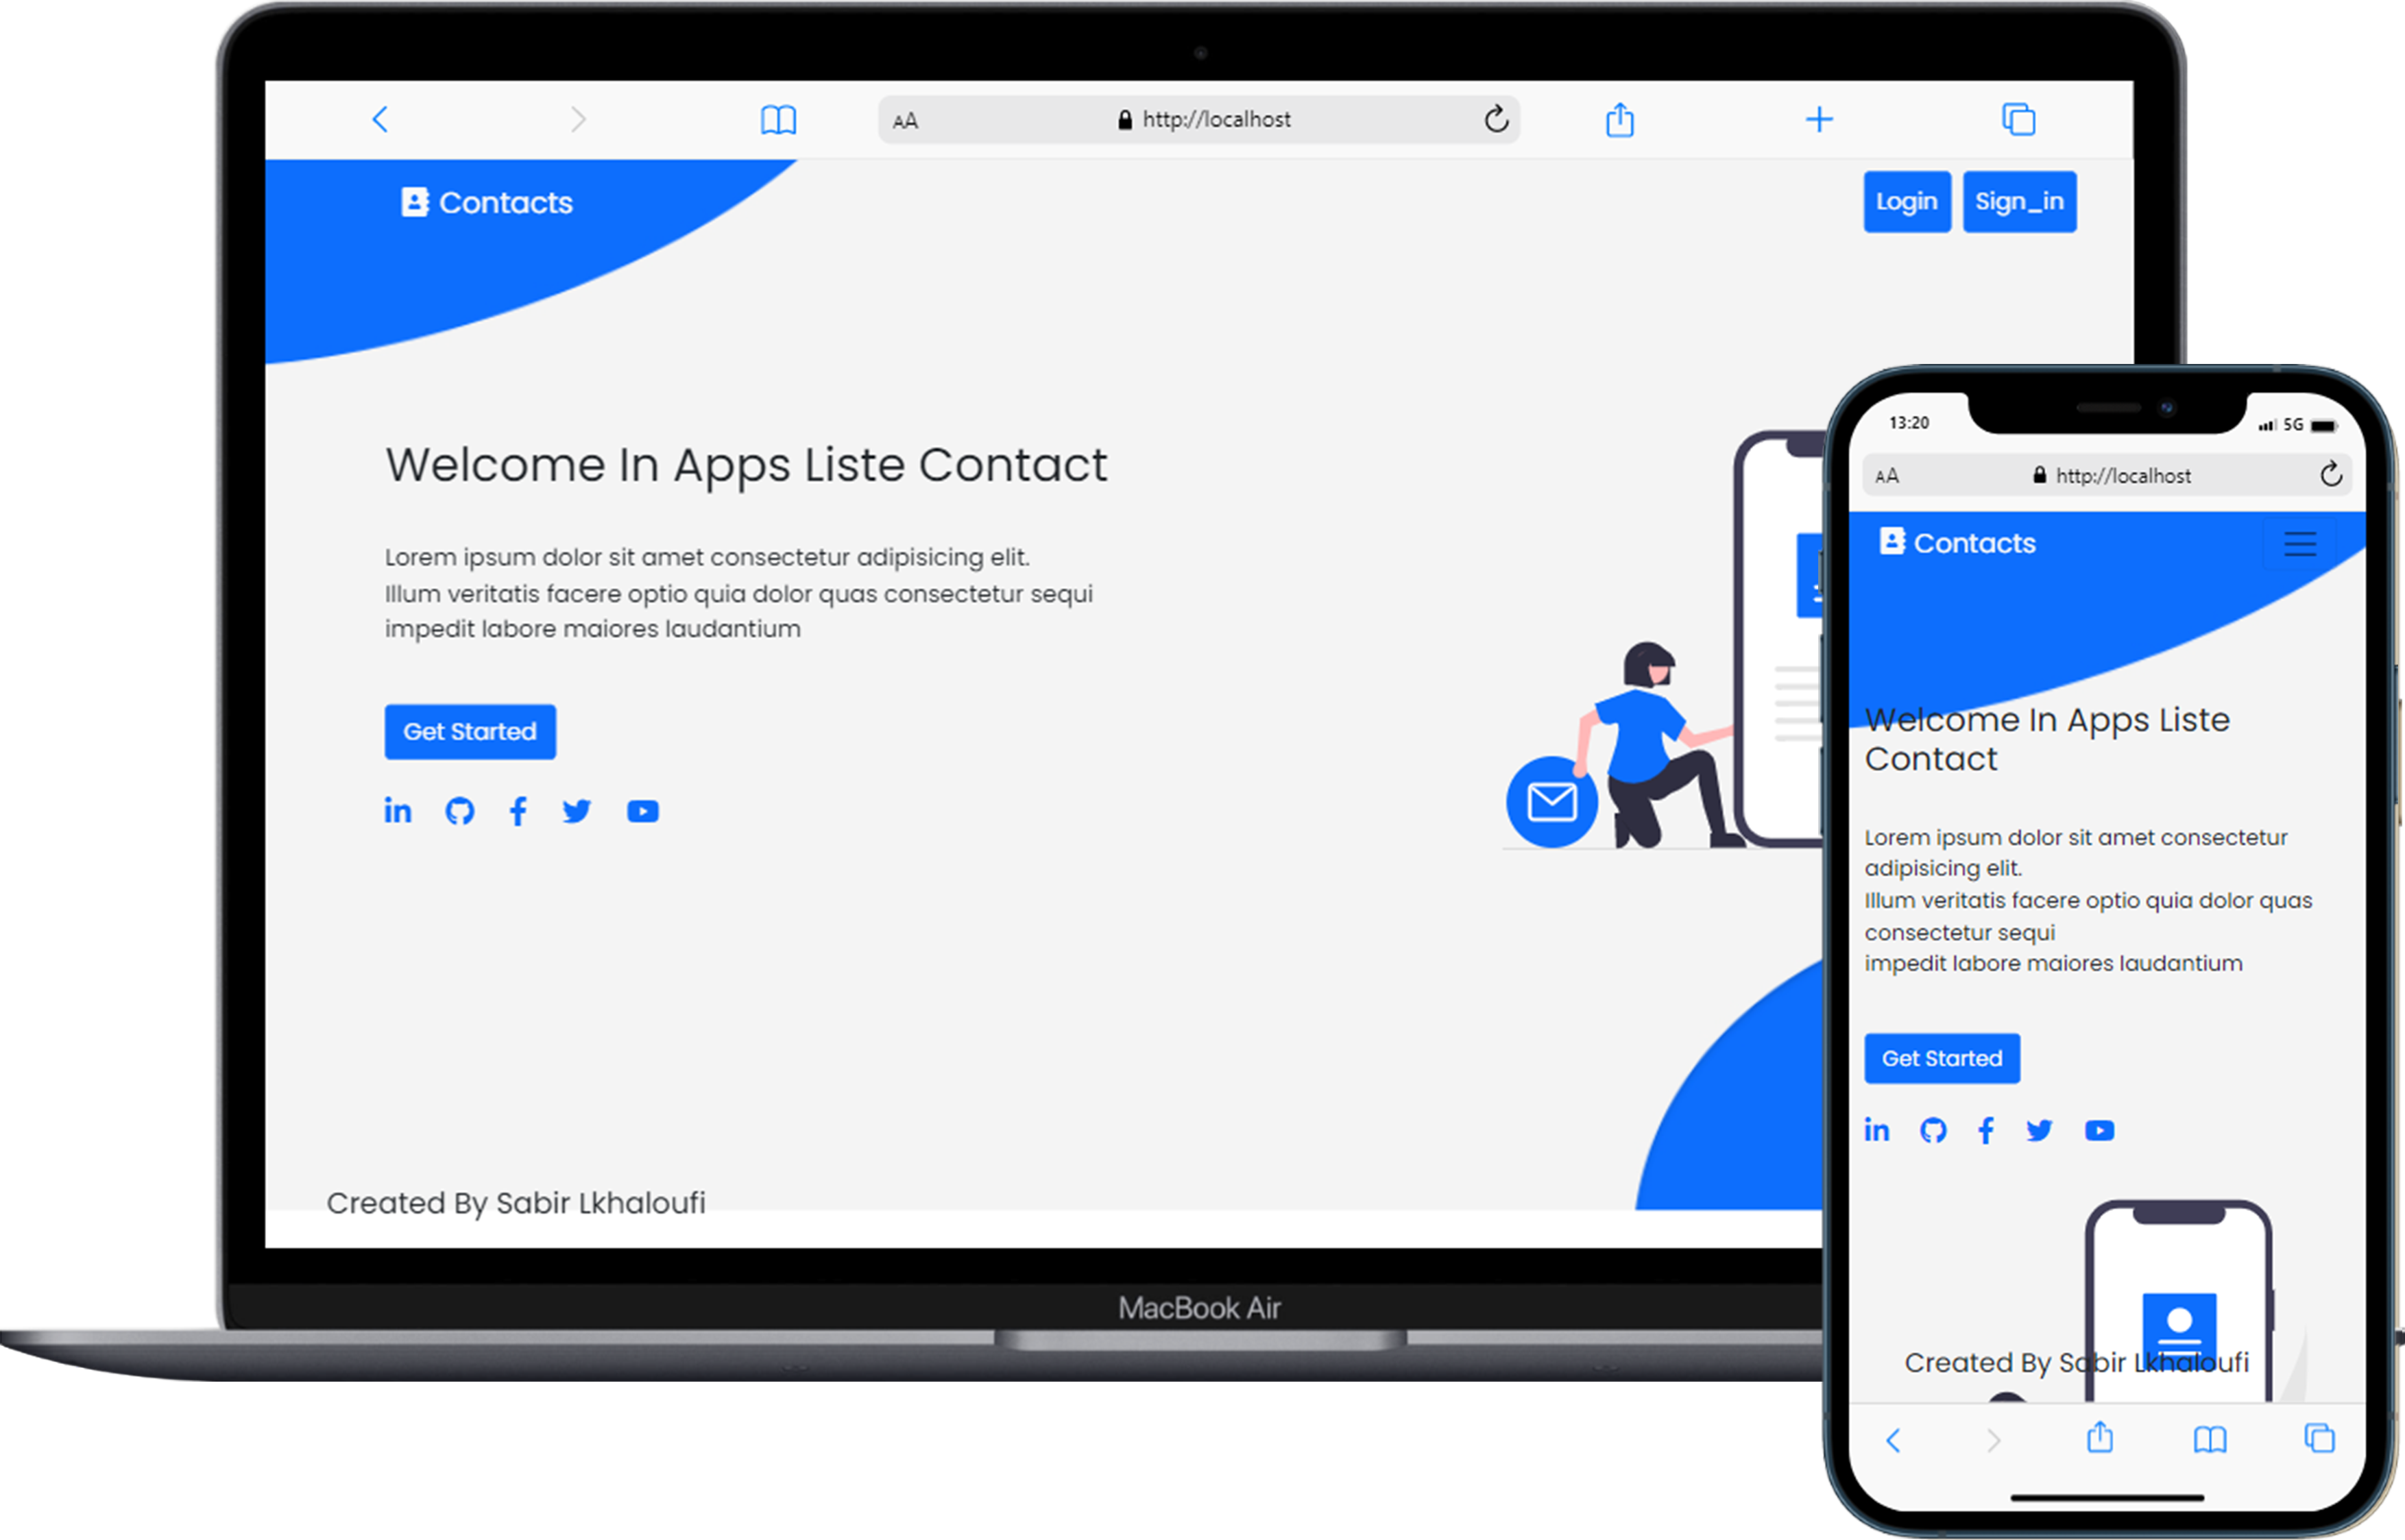 AA http://localhost
Contacts
Login Sign_in
Welcome In Apps Liste Contact
Lorem ipsum dolor sit amet consectetur adipisicing elit.
Illum veritatis facere optio quia dolor quas consectetur sequi
impedit labore maiores laudantium
Get Started
in
Created By Sabir Lkhaloufi
MacBook Air
13:20 5G
AA http://localhost
Contacts
Welcome In Apps Liste
Contact
Lorem ipsum dolor sit amet consectetur
adipisicing elit.
Illum veritatis facere optio quia dolor quas
consectetur sequi
impedit labore maiores laudantium
Get Started
in
Created By Sabir Lkhaloufi